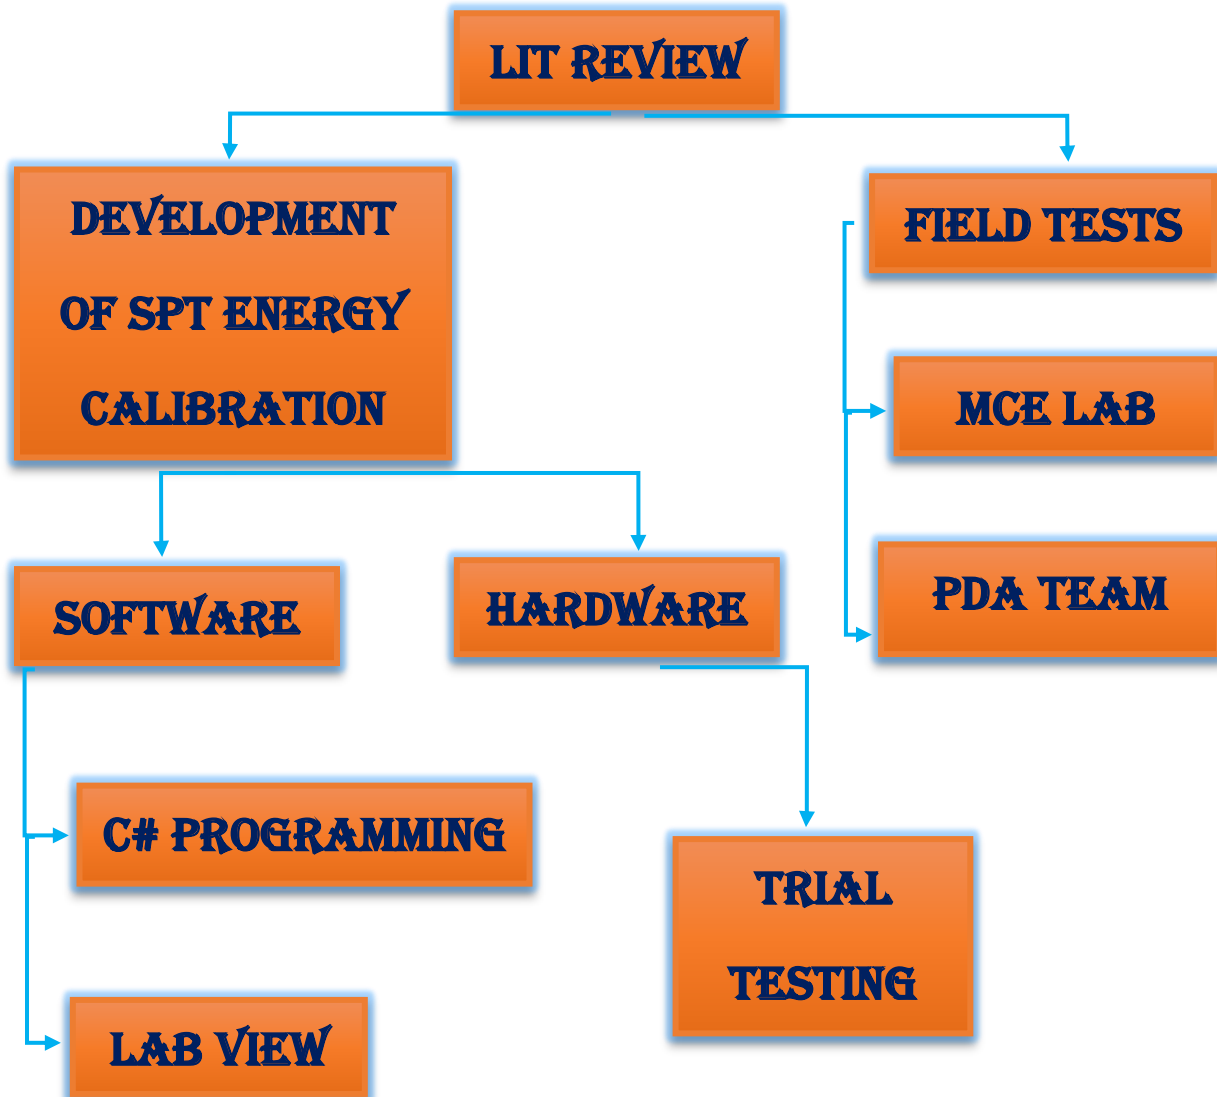 LIT REVIEW
DEVELOPMENT
OF SPT ENERGY
CALIBRATION
FIELD TESTS
MCE LAB
PDA TEAM
SOFTWARE
HARDWARE
C# PROGRAMMING
TRIAL
TESTING
LAB VIEW